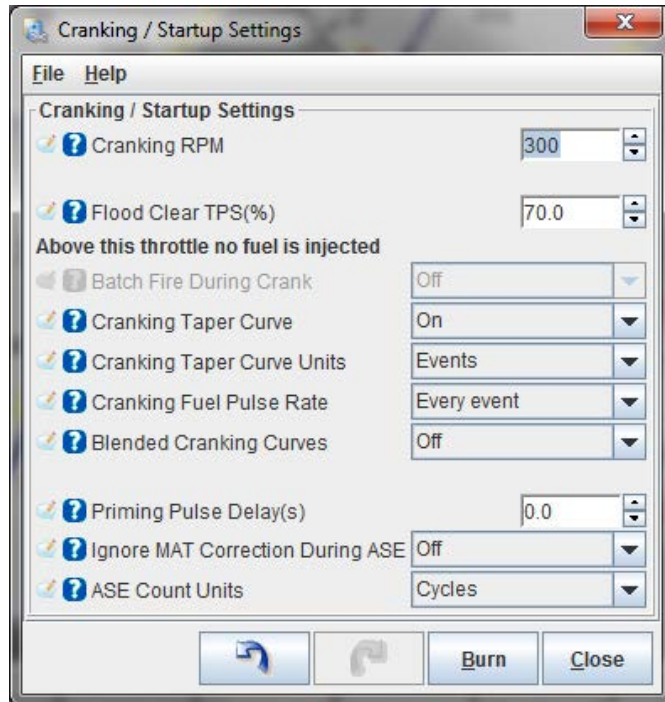 Cranking / Startup Settings
File Help
Cranking / Startup Settings
Cranking RPM 300
Flood Clear TPS(%) 70.0
Above this throttle no fuel is injected
Batch Fire During Crank Off
Cranking Taper Curve On
Cranking Taper Curve Units Events
Cranking Fuel Pulse Rate Every event
Blended Cranking Curves Off
Priming Pulse Delay(s) 0.0
Ignore MAT Correction During ASE Off
ASE Count Units Cycles
Burn Close